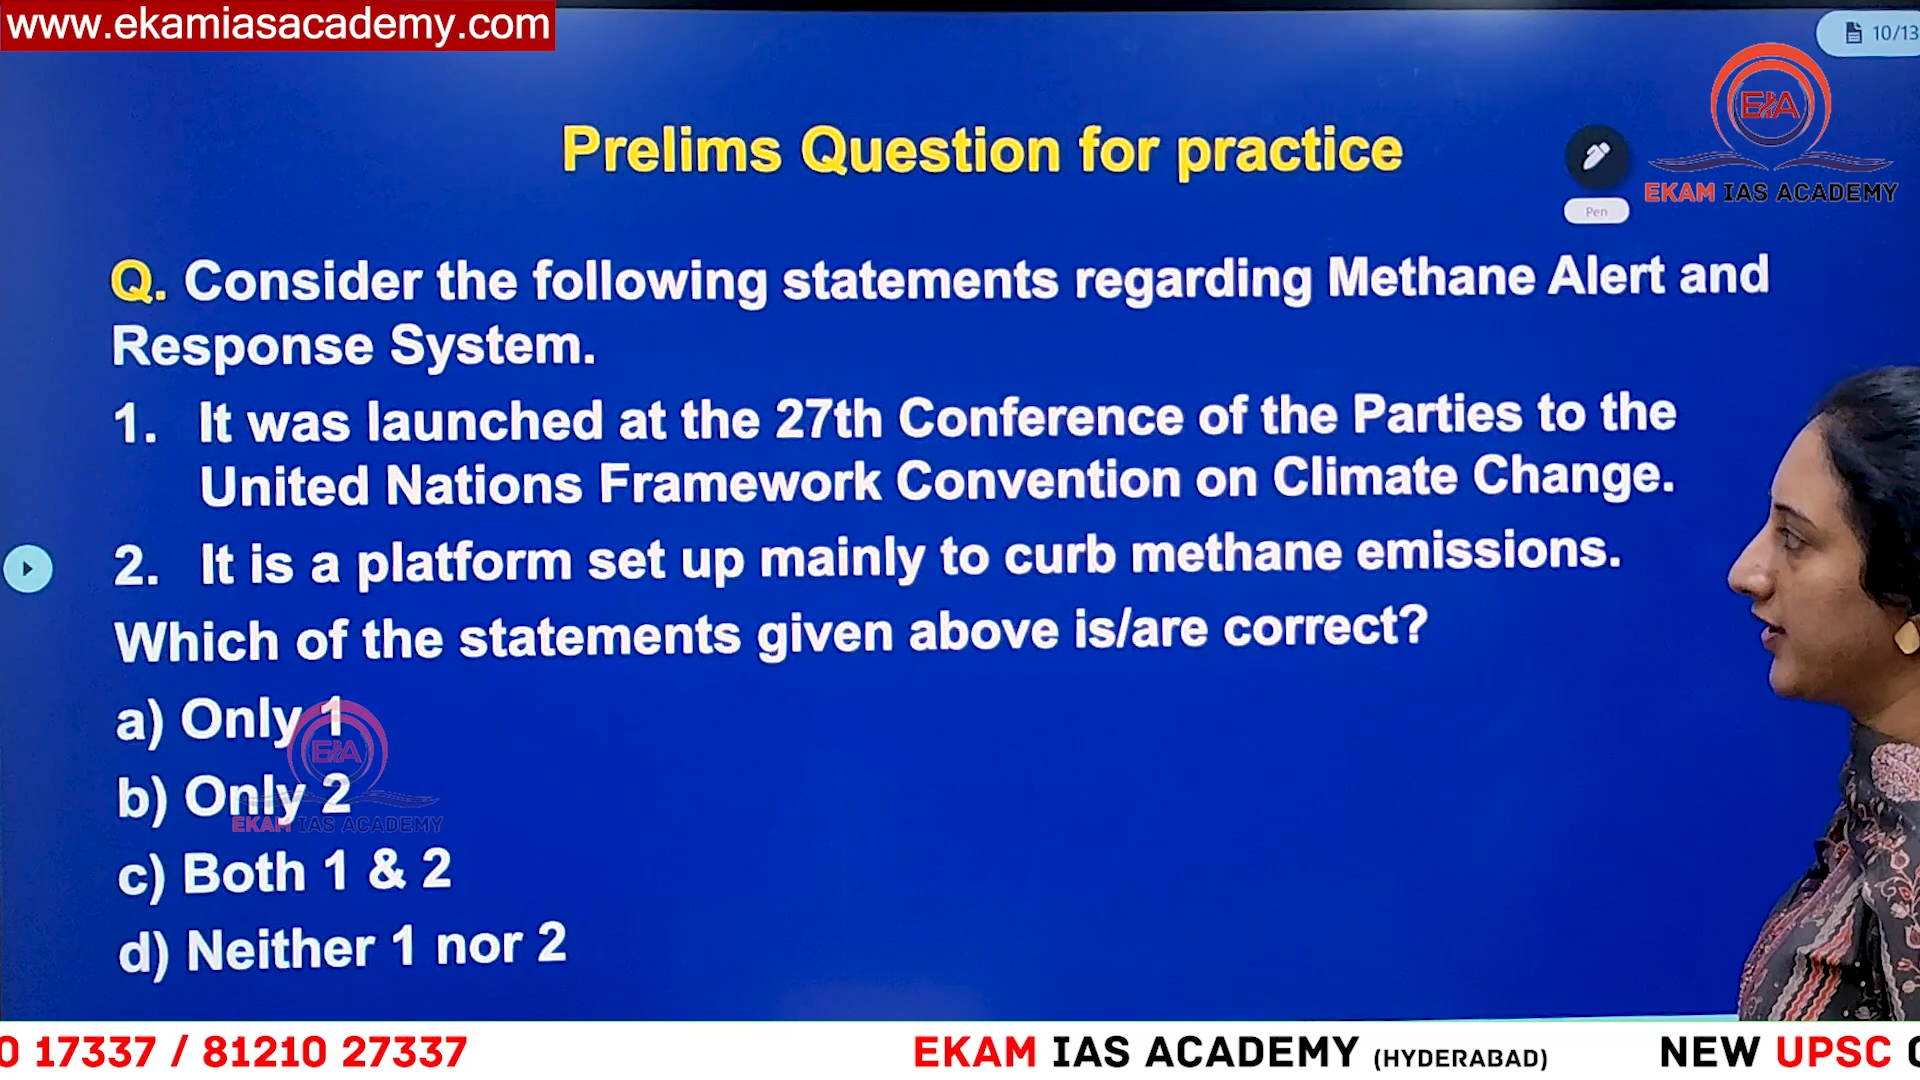 www.ekamiasacademy.com
10/13
Prelims Question for practice
EKAM IAS ACADEMY
Pen
Q. Consider the following statements regarding Methane Alert and
Response System.
1. It was launched at the 27th Conference of the Parties to the
United Nations Framework Convention on Climate Change.
2. It is a platform set up mainly to curb methane emissions.
Which of the statements given above is/are correct?
a) Only 1
b) Only 2
EKAM IAS ACADEMY
c) Both 1 & 2
d) Neither 1 nor 2
0 17337 / 81210 27337 EKAM IAS ACADEMY (HYDERABAD) NEW UPSC